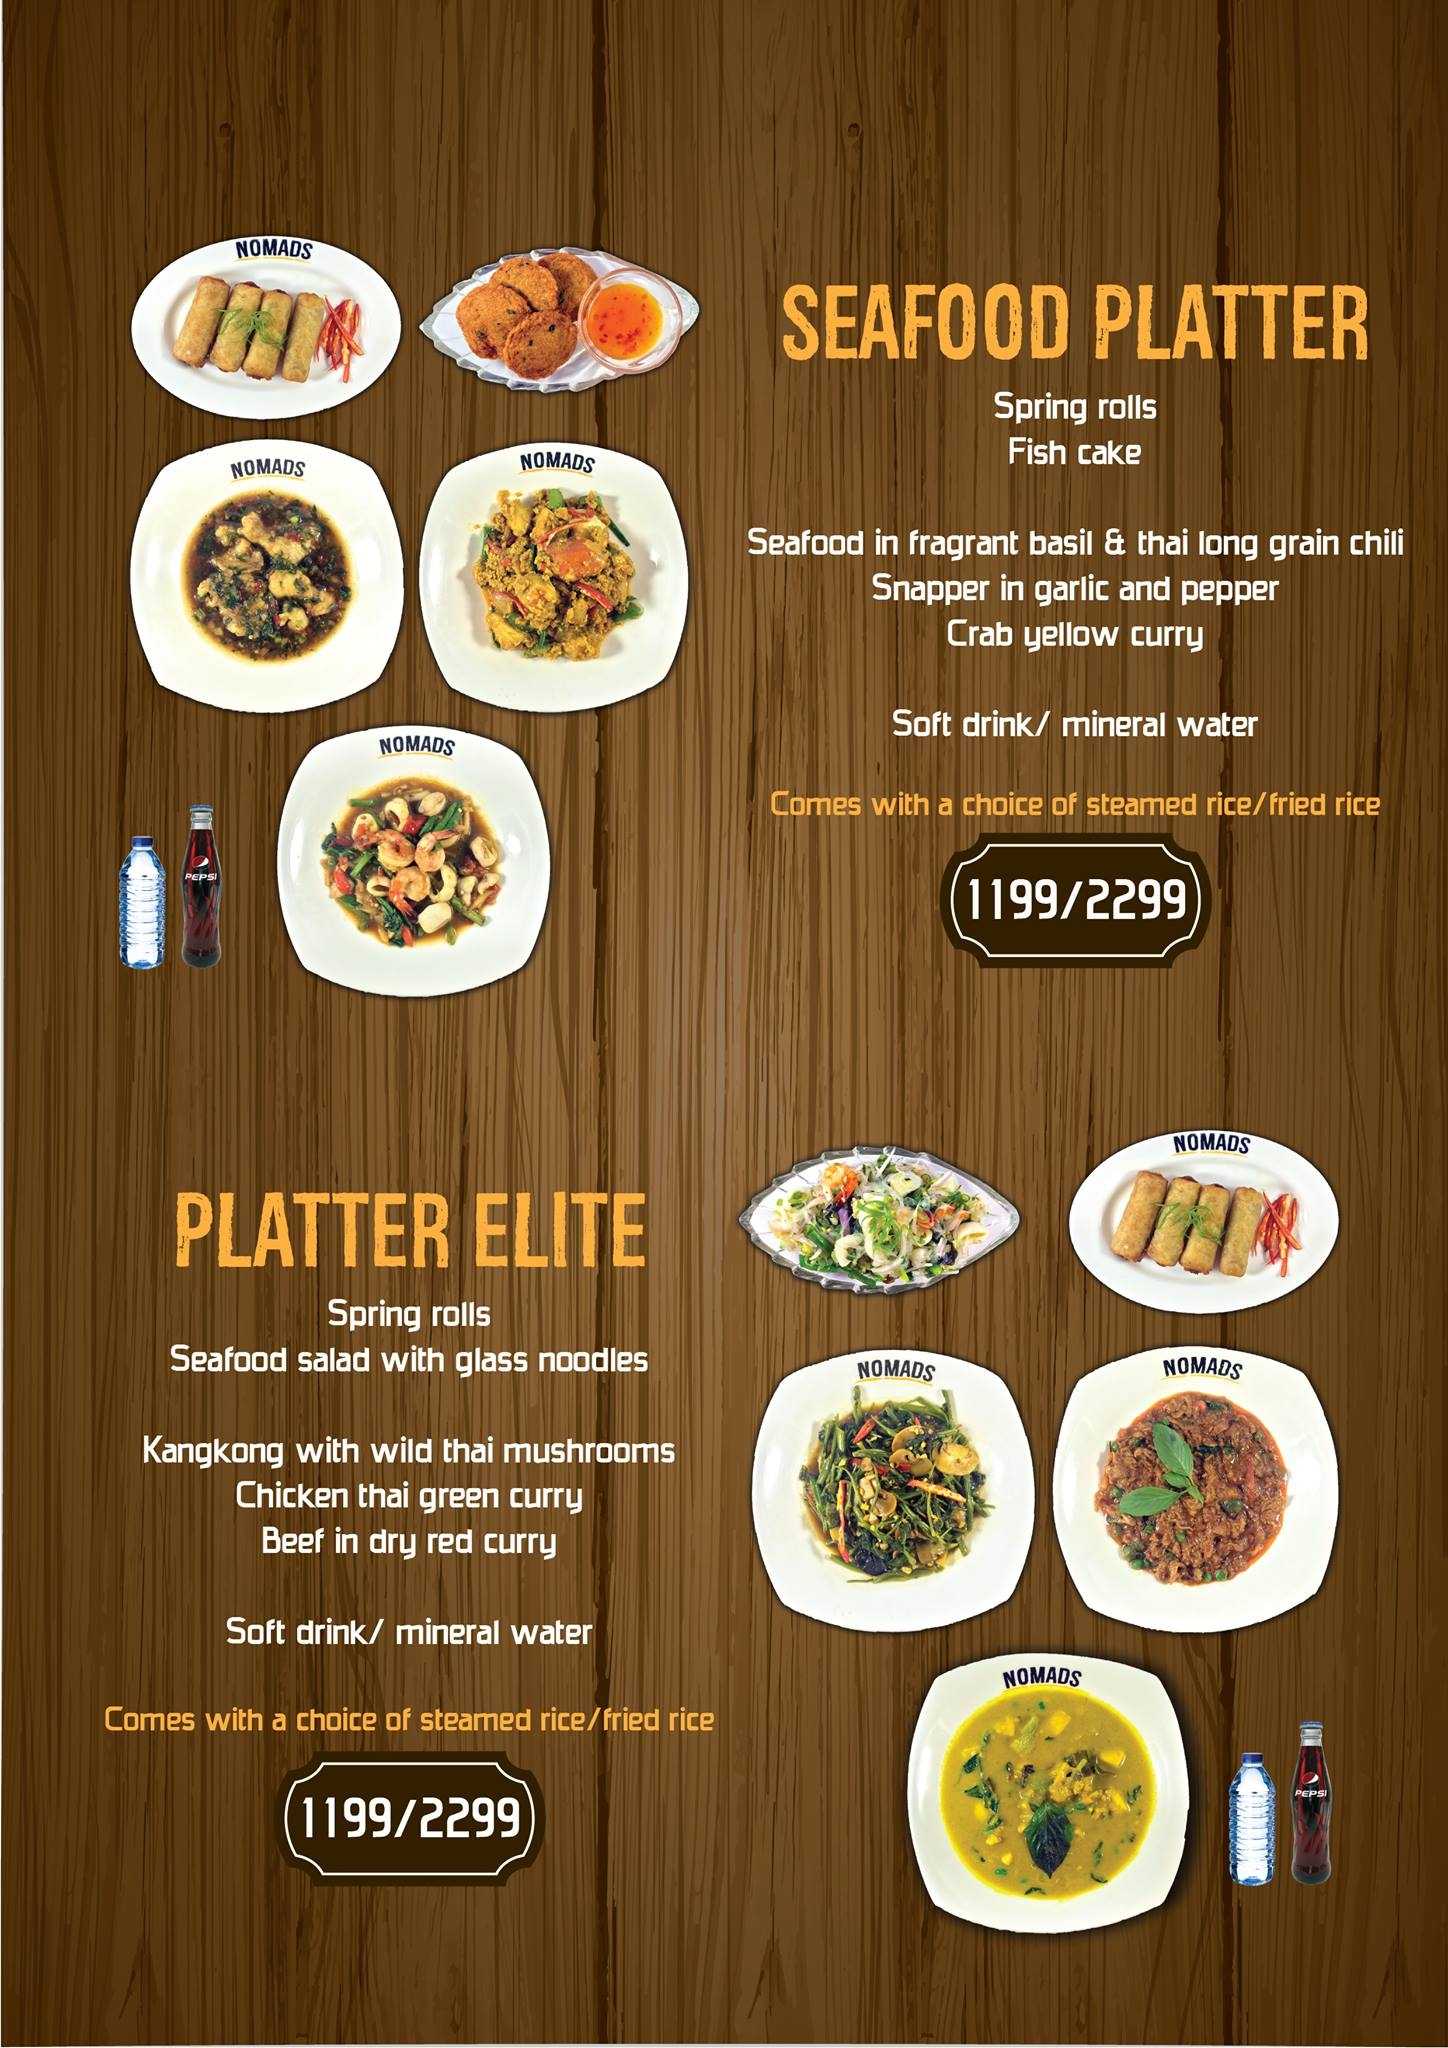 NOMADS
SEAFOOD PLATTER
Spring rolls
Fish cake
NOMADS
NOMADS
Seafood in fragrant basil & thai long grain chili
Snapper in garlic and pepper
Crab yellow curry
Soft drink/ mineral water
NOMADS
Comes with a choice of steamed rice/fried rice
PEPSI
1199/2299
NOMADS
PLATTER ELITE
Spring rolls
Seafood salad with glass noodles
NOMADS
NOMADS
Kangkong with wild thai mushrooms
Chicken thai green curry
Beef in dry red curry
Soft drink/ mineral water
NOMADS
Comes with a choice of steamed rice/fried rice
PEPSI
1199/2299